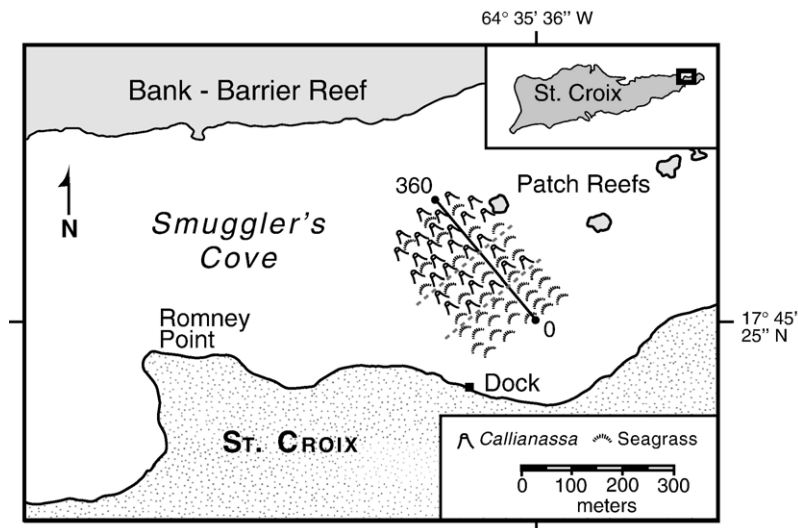 64° 35' 36'' W
Bank - Barrier Reef
St. Croix
360
Patch Reefs
N
Smuggler's
Cove
Romney
Point
0
17° 45'
25'' N
Dock
ST. CROIX
Callianassa
Seagrass
0 100 200 300
meters